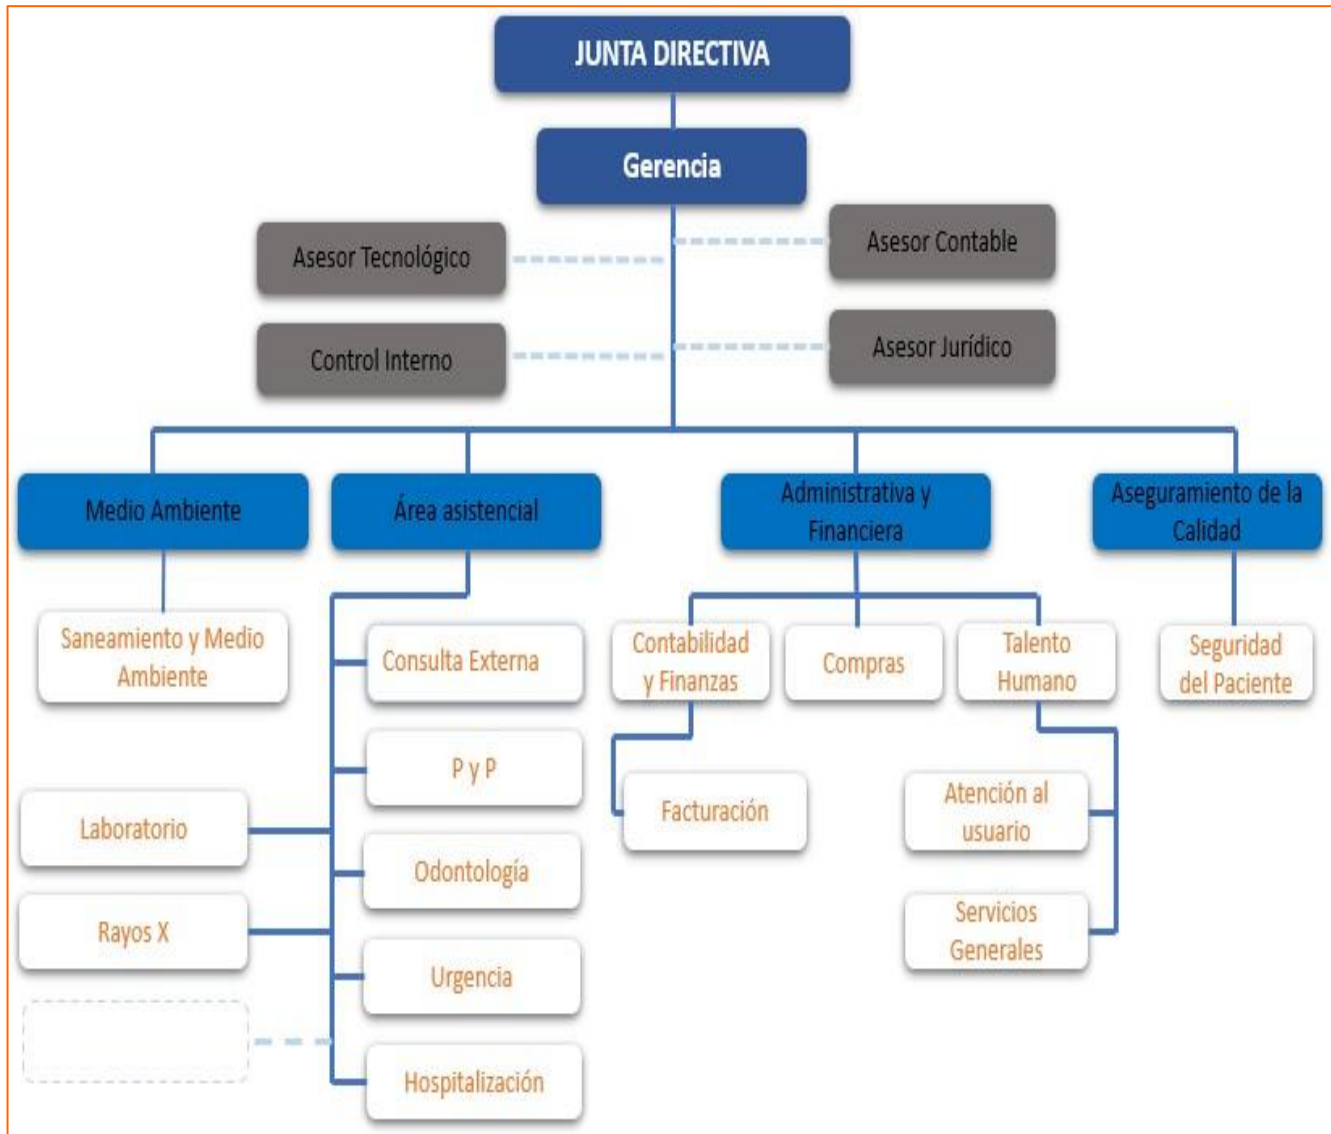 JUNTA DIRECTIVA
Gerencia
Asesor Tecnológico
Asesor Contable
Control Interno
Asesor Jurídico
Medio Ambiente
Área asistencial
Administrativa y
Financiera
Aseguramiento de la
Calidad
Saneamiento y Medio
Ambiente
Consulta Externa
Contabilidad
y Finanzas
Compras
Talento
Humano
Seguridad
del Paciente
P y P
Laboratorio
Facturación
Atención al
usuario
Odontología
Rayos X
Servicios
Generales
Urgencia
Hospitalización